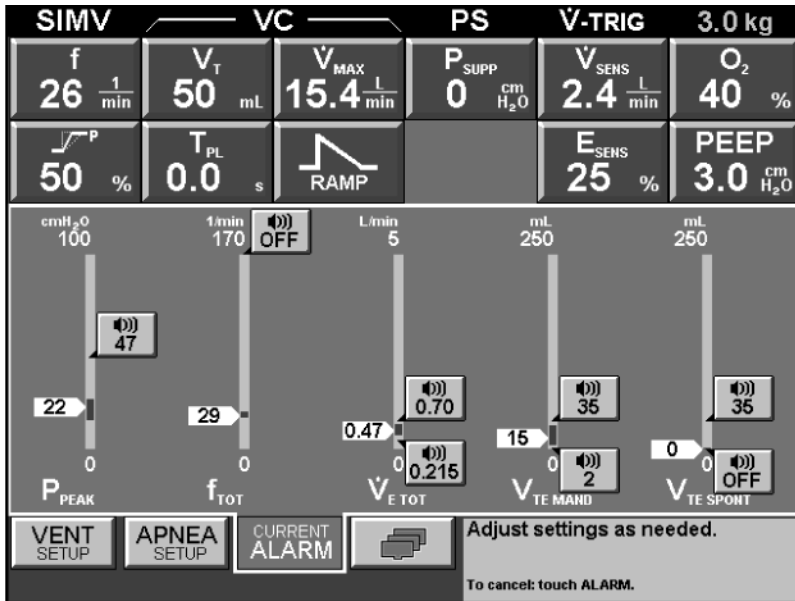 SIMV VC PS V̇-TRIG 3.0 kg
f VT V̇MAX PSUPP V̇SENS O2
26 1/min 50 mL 15.4 L/min 0 cmH2O 2.4 L/min 40 %
P TPL ESENS PEEP
50 % 0.0 s RAMP 25 % 3.0 cmH2O
cmH2O 1/min L/min mL mL
100 170 OFF 5 250 250
47
22 29 0.70 35 35
0.47 15 0
0 0 0 0.215 0 2 0 OFF
PPEAK fTOT V̇E TOT VTE MAND VTE SPONT
VENT SETUP APNEA SETUP CURRENT ALARM Adjust settings as needed.
To cancel: touch ALARM.